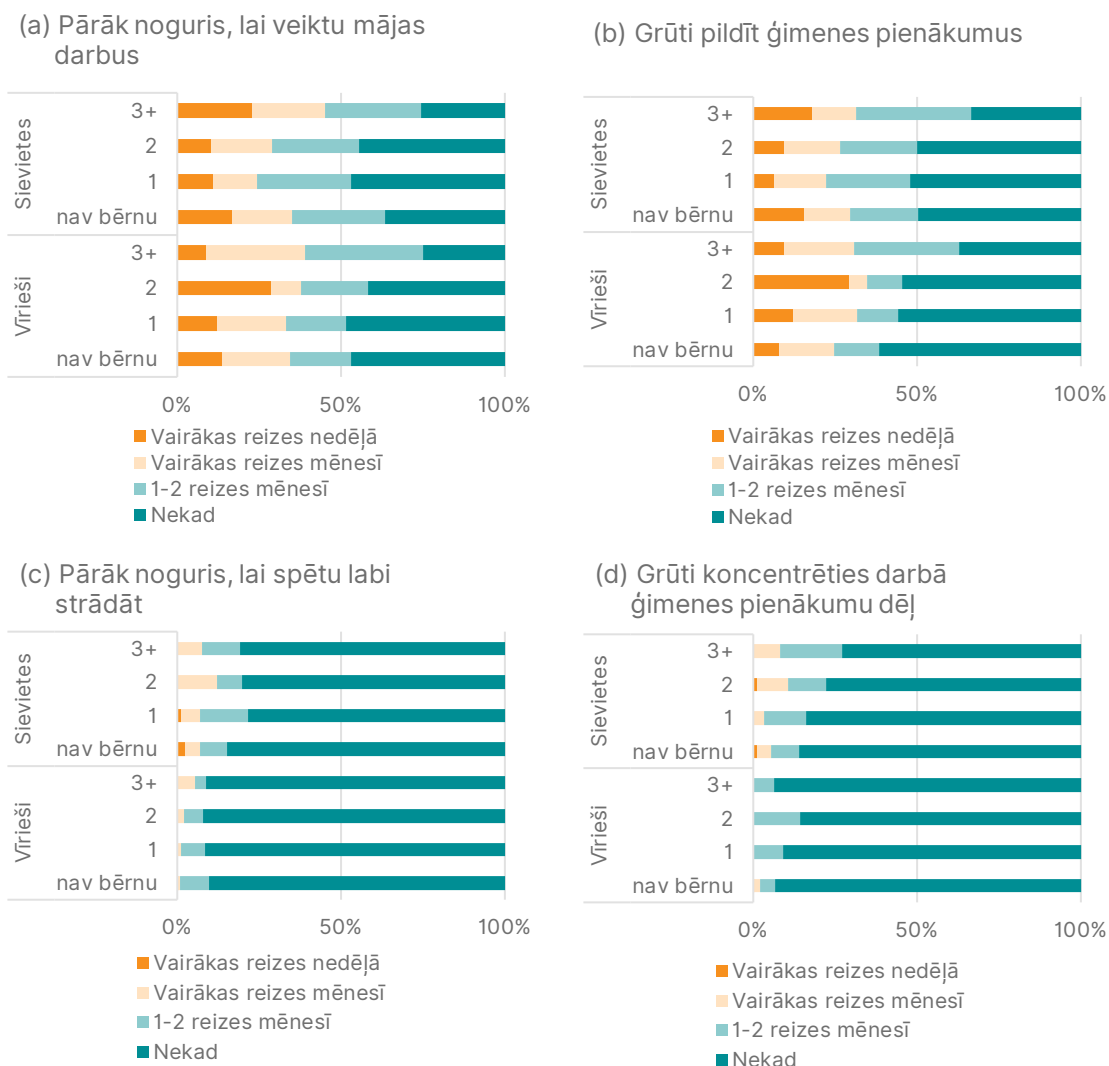 (a) Pārāk noguris, lai veiktu mājas
darbus
Sievietes
3+
2
1
nav bērnu
Vīrieši
3+
2
1
nav bērnu
0%
50%
100%
Vairākas reizes nedēļā
Vairākas reizes mēnesī
1-2 reizes mēnesī
Nekad
(b) Grūti pildīt ģimenes pienākumus
Sievietes
3+
2
1
nav bērnu
Vīrieši
3+
2
1
nav bērnu
0%
50%
100%
Vairākas reizes nedēļā
Vairākas reizes mēnesī
1-2 reizes mēnesī
Nekad
(c) Pārāk noguris, lai spētu labi
strādāt
Sievietes
3+
2
1
nav bērnu
Vīrieši
3+
2
1
nav bērnu
0%
50%
100%
Vairākas reizes nedēļā
Vairākas reizes mēnesī
1-2 reizes mēnesī
Nekad
(d) Grūti koncentrēties darbā
ģimenes pienākumu dēļ
Sievietes
3+
2
1
nav bērnu
Vīrieši
3+
2
1
nav bērnu
0%
50%
100%
Vairākas reizes nedēļā
Vairākas reizes mēnesī
1-2 reizes mēnesī
Nekad